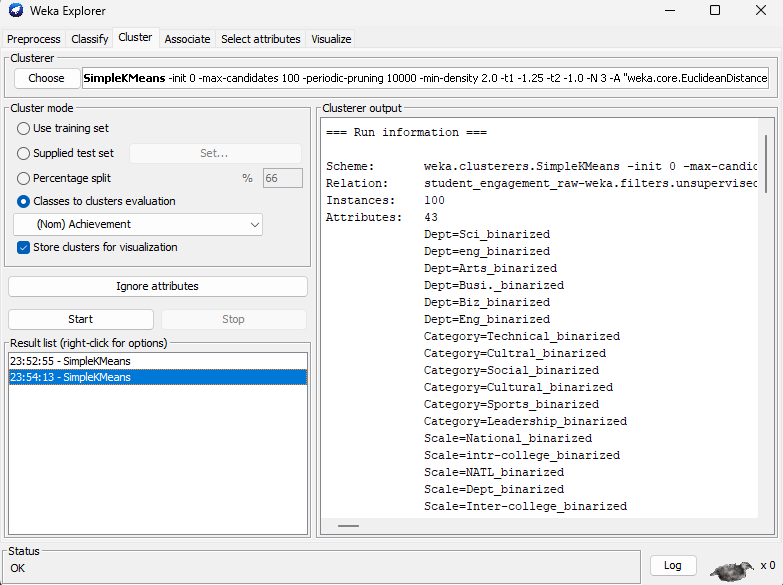 Weka Explorer
Preprocess Classify Cluster Associate Select attributes Visualize
Clusterer
Choose SimpleKMeans -init 0 -max-candidates 100 -periodic-pruning 10000 -min-density 2.0 -t1 -1.25 -t2 -1.0 -N 3 -A "weka.core.EuclideanDistance
Cluster mode
Use training set
Supplied test set Set...
Percentage split % 66
Classes to clusters evaluation
(Nom) Achievement
Store clusters for visualization
Ignore attributes
Start Stop
Result list (right-click for options)
23:52:55 - SimpleKMeans
23:54:13 - SimpleKMeans
Clusterer output
=== Run information ===
Scheme: weka.clusterers.SimpleKMeans -init 0 -max-candid
Relation: student_engagement_raw-weka.filters.unsupervised
Instances: 100
Attributes: 43
Dept=Sci_binarized
Dept=eng_binarized
Dept=Arts_binarized
Dept=Busi._binarized
Dept=Biz_binarized
Dept=Eng_binarized
Category=Technical_binarized
Category=Cultral_binarized
Category=Social_binarized
Category=Cultural_binarized
Category=Sports_binarized
Category=Leadership_binarized
Scale=National_binarized
Scale=intr-college_binarized
Scale=NATL_binarized
Scale=Dept_binarized
Scale=Inter-college_binarized
Status
OK
Log x 0